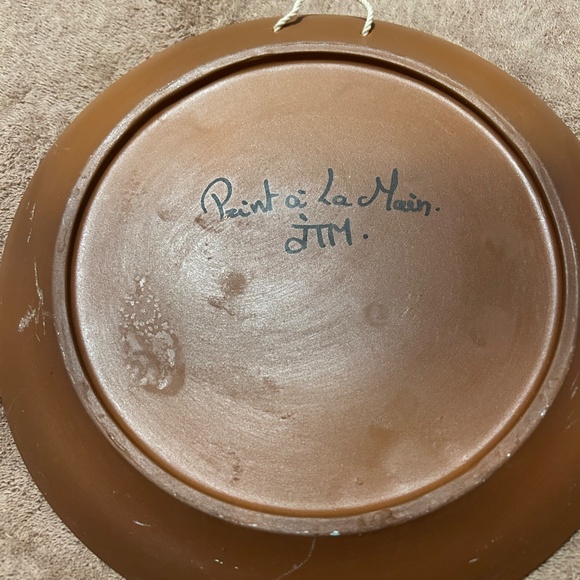 Peint à La Main.
JTM.